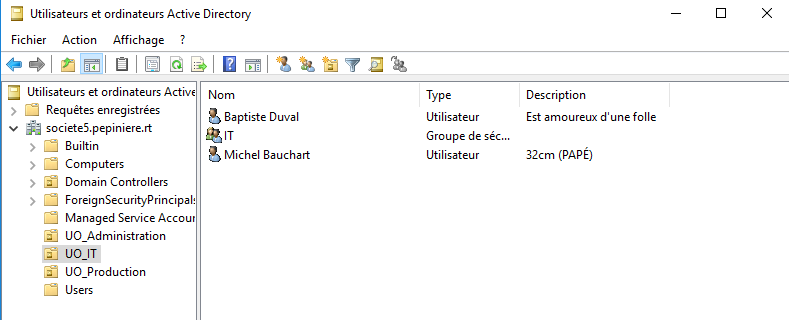 Utilisateurs et ordinateurs Active Directory
Fichier Action Affichage ?
Utilisateurs et ordinateurs Active
Requêtes enregistrées
societe5.pepiniere.rt
Builtin
Computers
Domain Controllers
ForeignSecurityPrincipals
Managed Service Accour
UO_Administration
UO_IT
UO_Production
Users
Nom Type Description
Baptiste Duval Utilisateur Est amoureux d'une folle
IT Groupe de séc...
Michel Bauchart Utilisateur 32cm (PAPÉ)